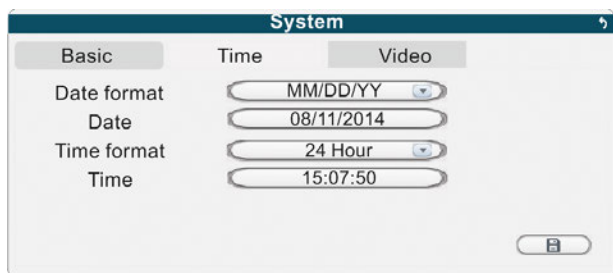 System
Basic Time Video
Date format MM/DD/YY
Date 08/11/2014
Time format 24 Hour
Time 15:07:50